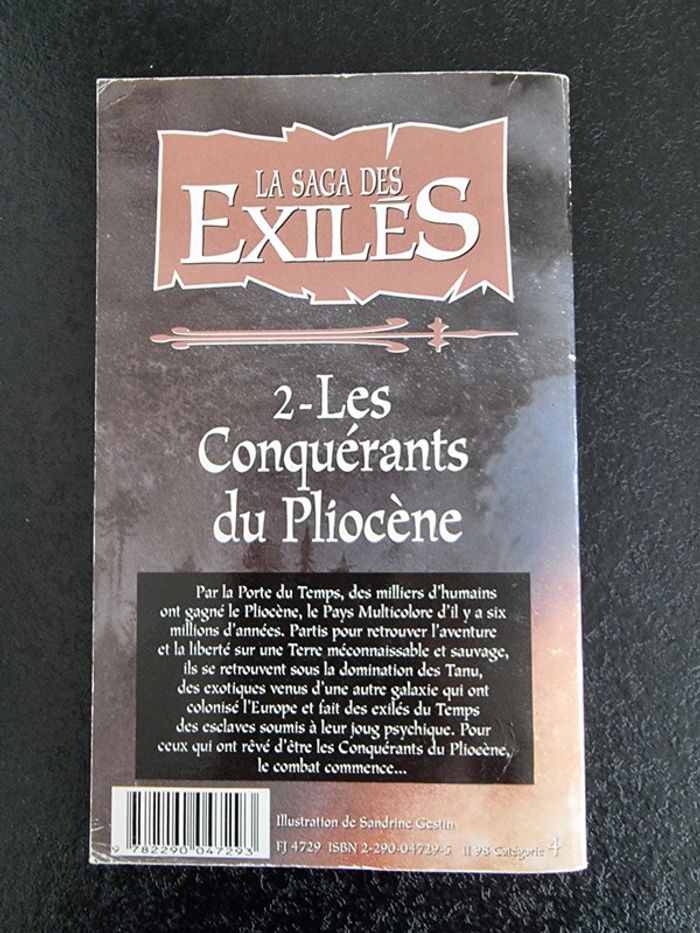 LA SAGA DES
EXILÉS
2-Les
Conquérants
du Pliocène
Par la Porte du Temps, des milliers d'humains
ont gagné le Pliocène, le Pays Multicolore d'il y a six
millions d'années. Partis pour retrouver l'aventure
et la liberté sur une Terre méconnaissable et sauvage,
ils se retrouvent sous la domination des Tanu,
des exotiques venus d'une autre galaxie qui ont
colonisé l'Europe et fait des exilés du Temps
des esclaves soumis à leur joug psychique. Pour
ceux qui ont rêvé d'être les Conquérants du Pliocène,
le combat commence...
Illustration de Sandrine Gestin
FJ 4729 ISBN 2-290-04729-5 11 98 Catégorie 4
9 782290 047293